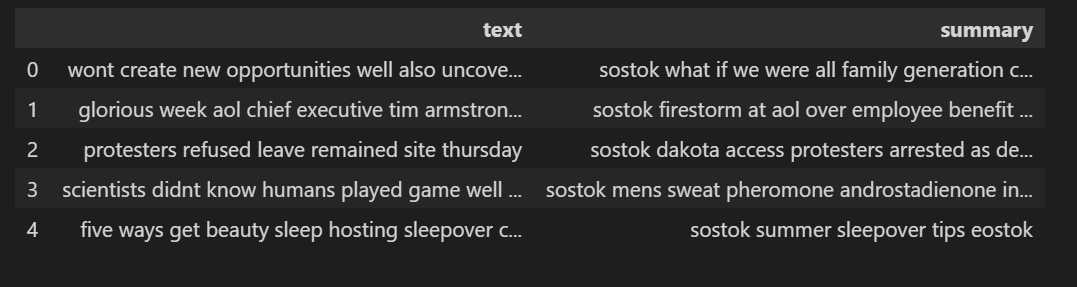 text summary
0 wont create new opportunities well also uncove... sostok what if we were all family generation c...
1 glorious week aol chief executive tim armstron... sostok firestorm at aol over employee benefit ...
2 protesters refused leave remained site thursday sostok dakota access protesters arrested as de...
3 scientists didnt know humans played game well ... sostok mens sweat pheromone androstadienone in...
4 five ways get beauty sleep hosting sleepover c... sostok summer sleepover tips eostok